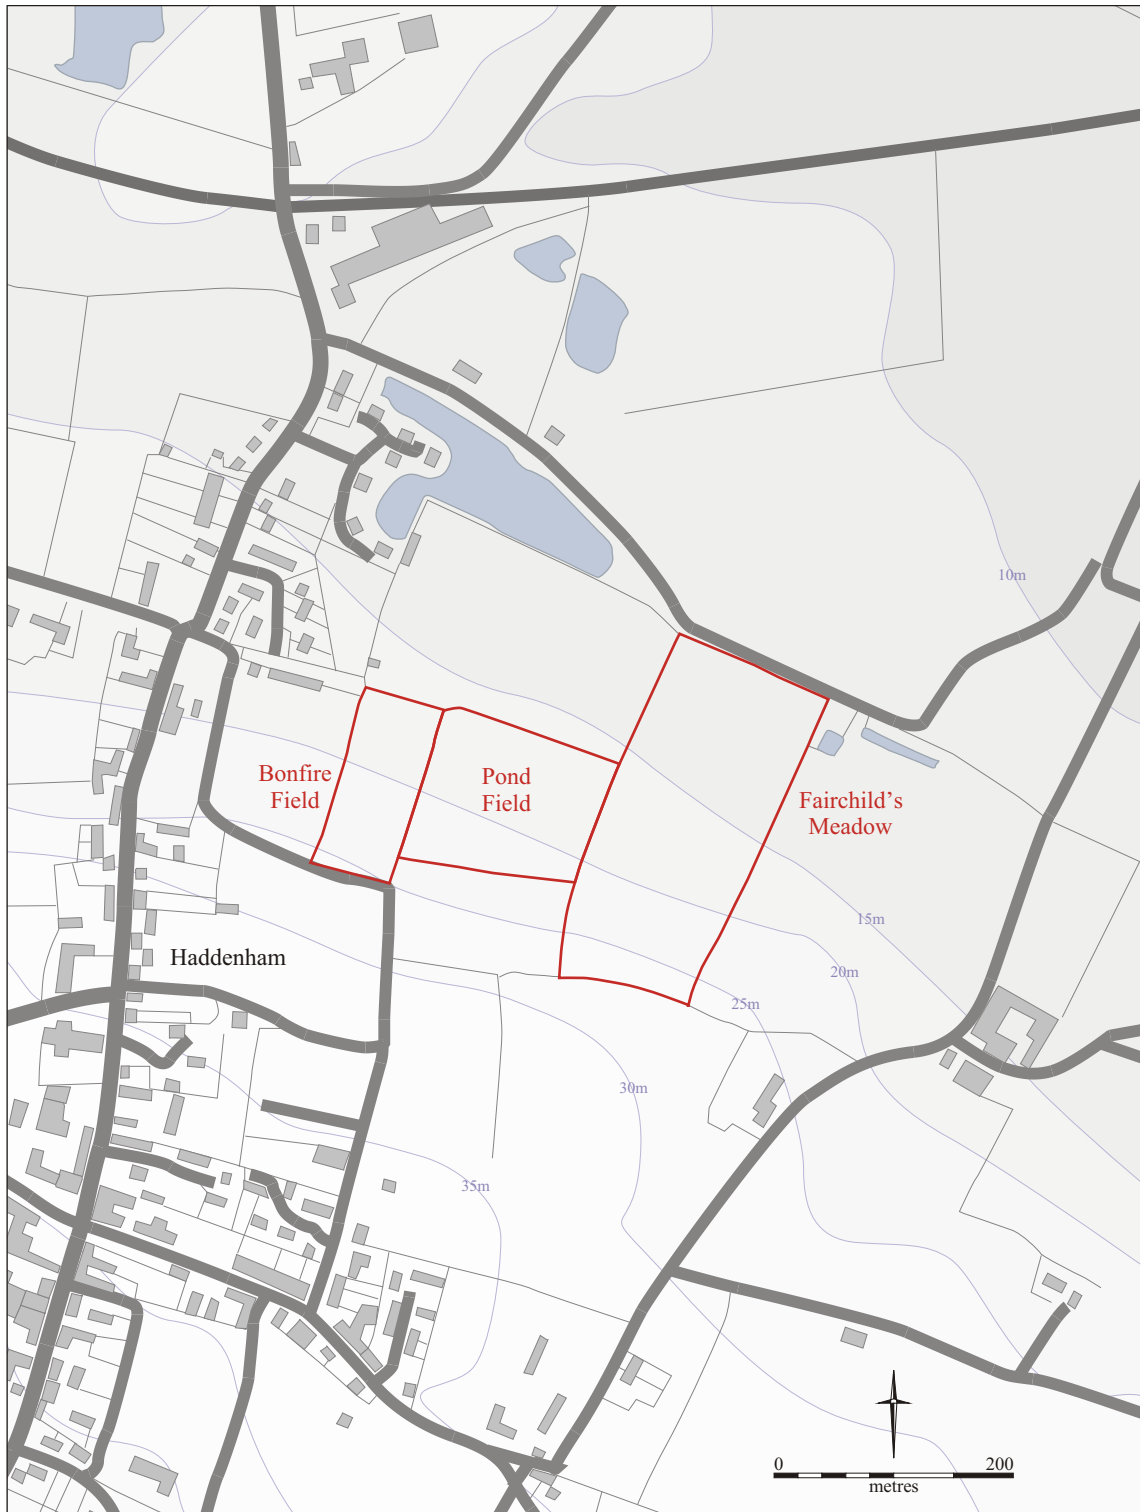 10m
Bonfire
Field
Pond
Field
Fairchild's
Meadow
15m
Haddenham
20m
25m
30m
35m
0 200
metres